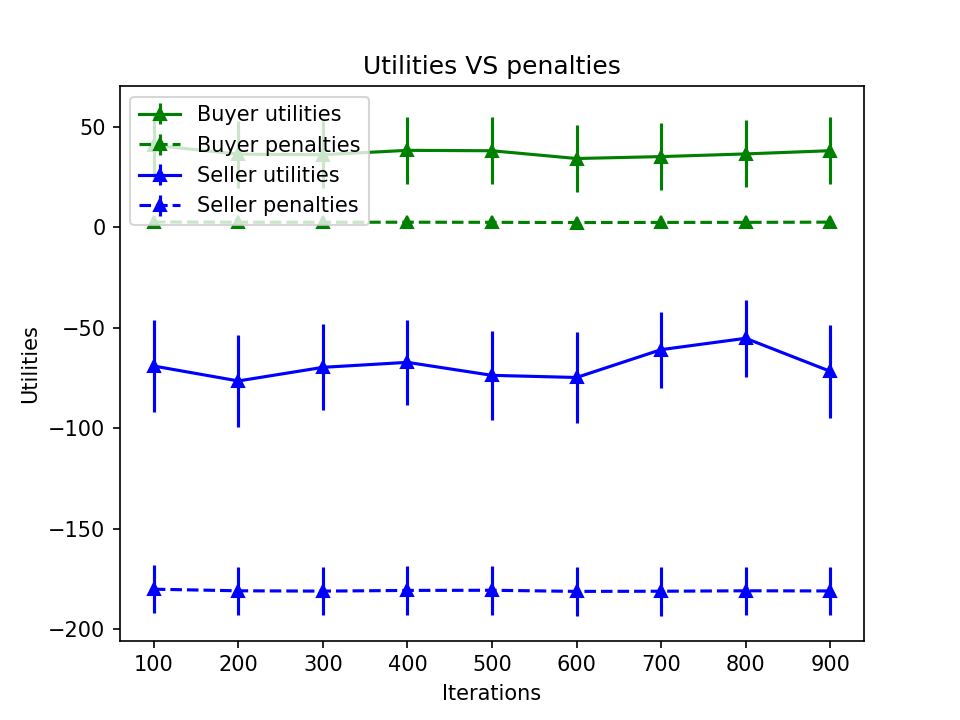 Utilities VS penalties
Buyer utilities
Buyer penalties
Seller utilities
Seller penalties
50
0
−50
−100
−150
−200
Utilities
100 200 300 400 500 600 700 800 900
Iterations